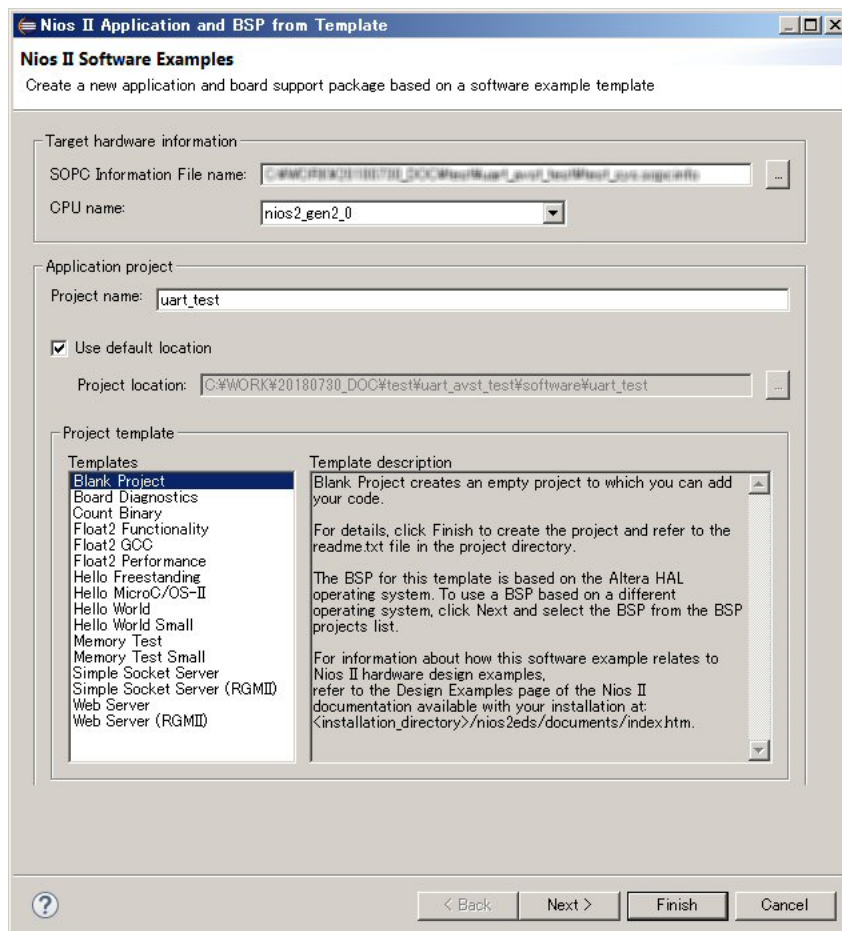 Nios II Application and BSP from Template
Nios II Software Examples
Create a new application and board support package based on a software example template
Target hardware information
SOPC Information File name:
...
CPU name:
nios2_gen2_0
Application project
Project name:
uart_test
Use default location
Project location:
C:¥WORK¥20180730_DOC¥test¥uart_avst_test¥software¥uart_test
...
Project template
Templates
Blank Project
Board Diagnostics
Count Binary
Float2 Functionality
Float2 GCC
Float2 Performance
Hello Freestanding
Hello MicroC/OS-II
Hello World
Hello World Small
Memory Test
Memory Test Small
Simple Socket Server
Simple Socket Server (RGMII)
Web Server
Web Server (RGMII)
Template description
Blank Project creates an empty project to which you can add
your code.
For details, click Finish to create the project and refer to the
readme.txt file in the project directory.
The BSP for this template is based on the Altera HAL
operating system. To use a BSP based on a different
operating system, click Next and select the BSP from the BSP
projects list.
For information about how this software example relates to
Nios II hardware design examples,
refer to the Design Examples page of the Nios II
documentation available with your installation at:
<installation_directory>/nios2eds/documents/index.htm.
?
< Back
Next >
Finish
Cancel